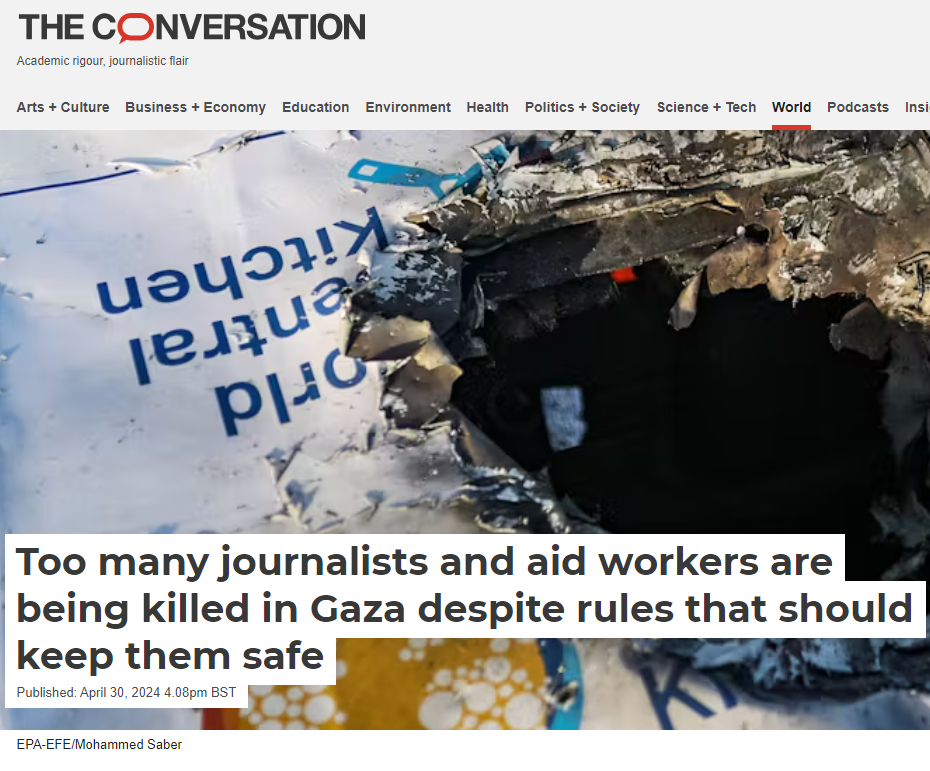 THE CONVERSATION
Academic rigour, journalistic flair
Arts + Culture Business + Economy Education Environment Health Politics + Society Science + Tech World Podcasts Insi
Kitchen
entral
orld
Too many journalists and aid workers are
being killed in Gaza despite rules that should
keep them safe
Published: April 30, 2024 4.08pm BST
Ki
EPA-EFE/Mohammed Saber